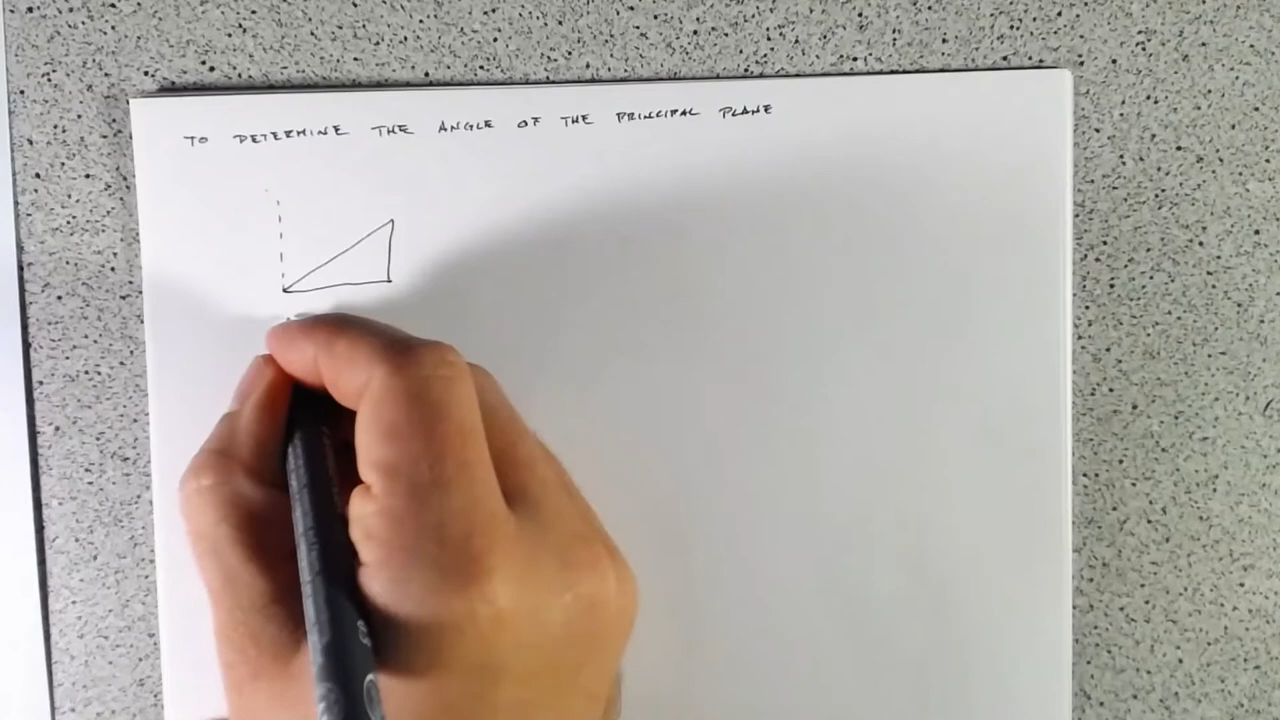 TO DETERMINE THE ANGLE OF THE PRINCIPAL PLANE